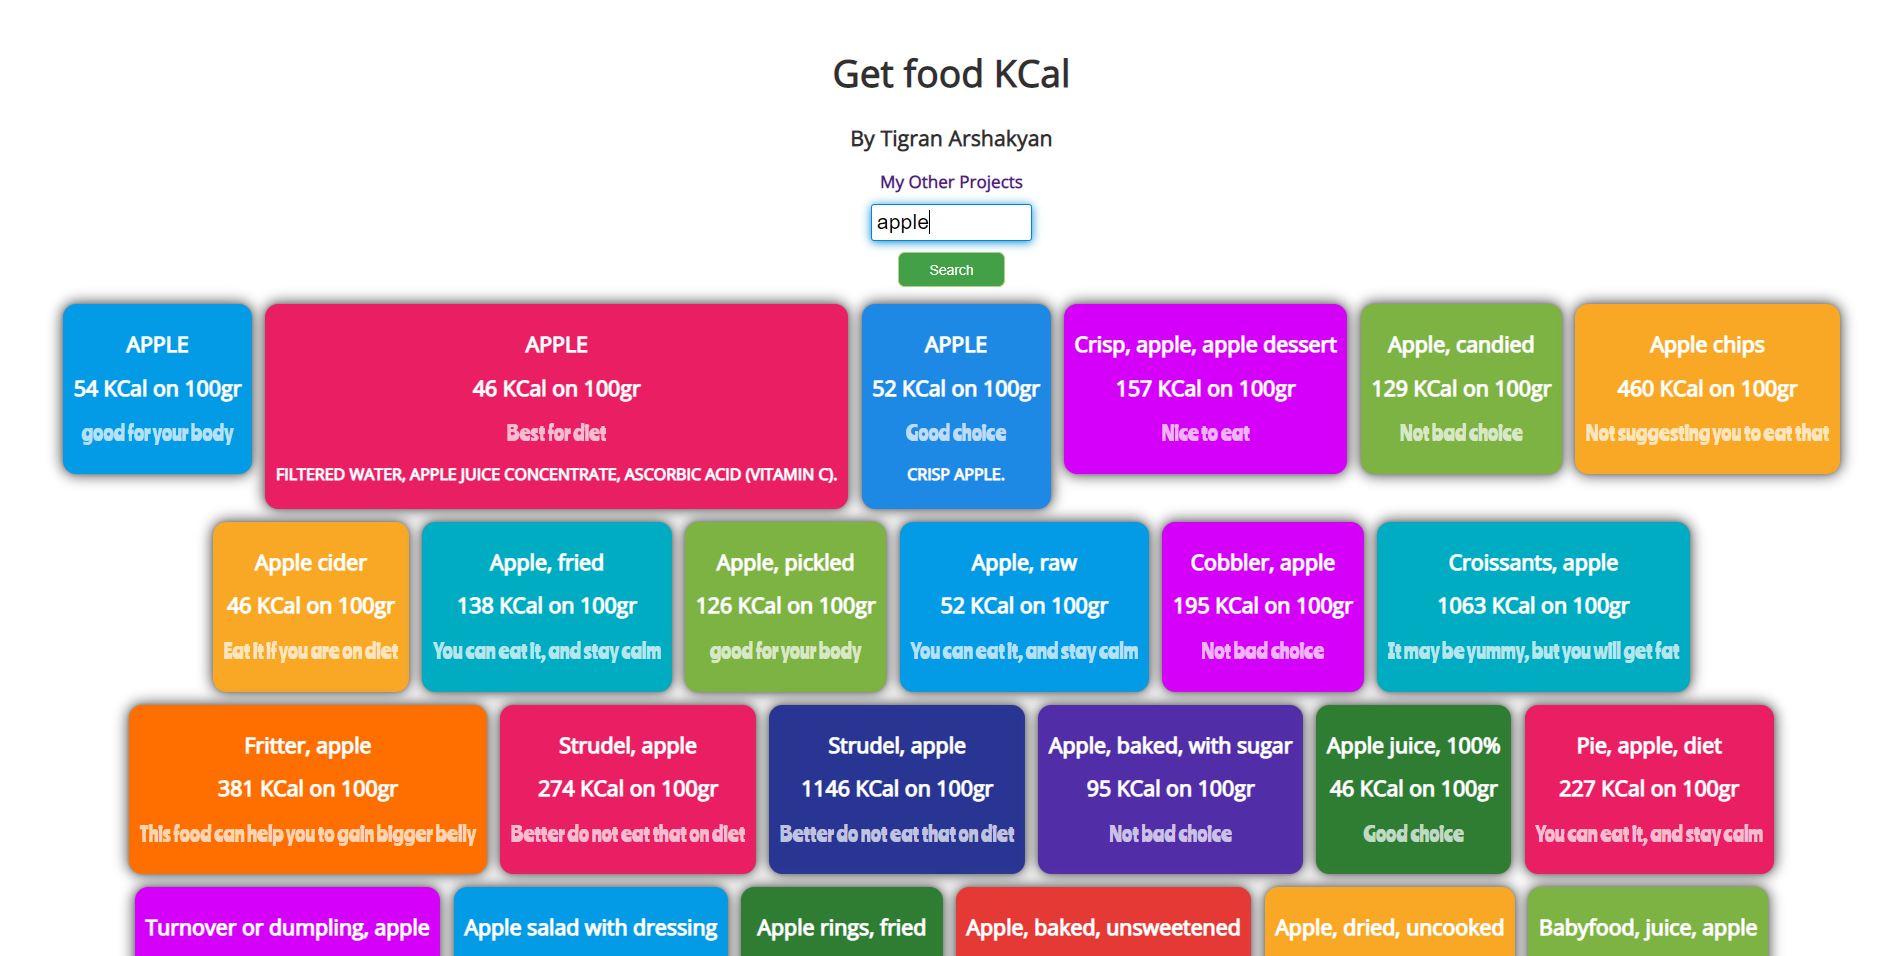 Get food KCal
By Tigran Arshakyan
My Other Projects
apple
Search
APPLE
54 KCal on 100gr
good for your body
APPLE
46 KCal on 100gr
Best for diet
FILTERED WATER, APPLE JUICE CONCENTRATE, ASCORBIC ACID (VITAMIN C).
APPLE
52 KCal on 100gr
Good choice
CRISP APPLE.
Crisp, apple, apple dessert
157 KCal on 100gr
Nice to eat
Apple, candied
129 KCal on 100gr
Not bad choice
Apple chips
460 KCal on 100gr
Not suggesting you to eat that
Apple cider
46 KCal on 100gr
Eat it if you are on diet
Apple, fried
138 KCal on 100gr
You can eat it, and stay calm
Apple, pickled
126 KCal on 100gr
good for your body
Apple, raw
52 KCal on 100gr
You can eat it, and stay calm
Cobbler, apple
195 KCal on 100gr
Not bad choice
Croissants, apple
1063 KCal on 100gr
It may be yummy, but you will get fat
Fritter, apple
381 KCal on 100gr
This food can help you to gain bigger belly
Strudel, apple
274 KCal on 100gr
Better do not eat that on diet
Strudel, apple
1146 KCal on 100gr
Better do not eat that on diet
Apple, baked, with sugar
95 KCal on 100gr
Not bad choice
Apple juice, 100%
46 KCal on 100gr
Good choice
Pie, apple, diet
227 KCal on 100gr
You can eat it, and stay calm
Turnover or dumpling, apple
Apple salad with dressing
Apple rings, fried
Apple, baked, unsweetened
Apple, dried, uncooked
Babyfood, juice, apple